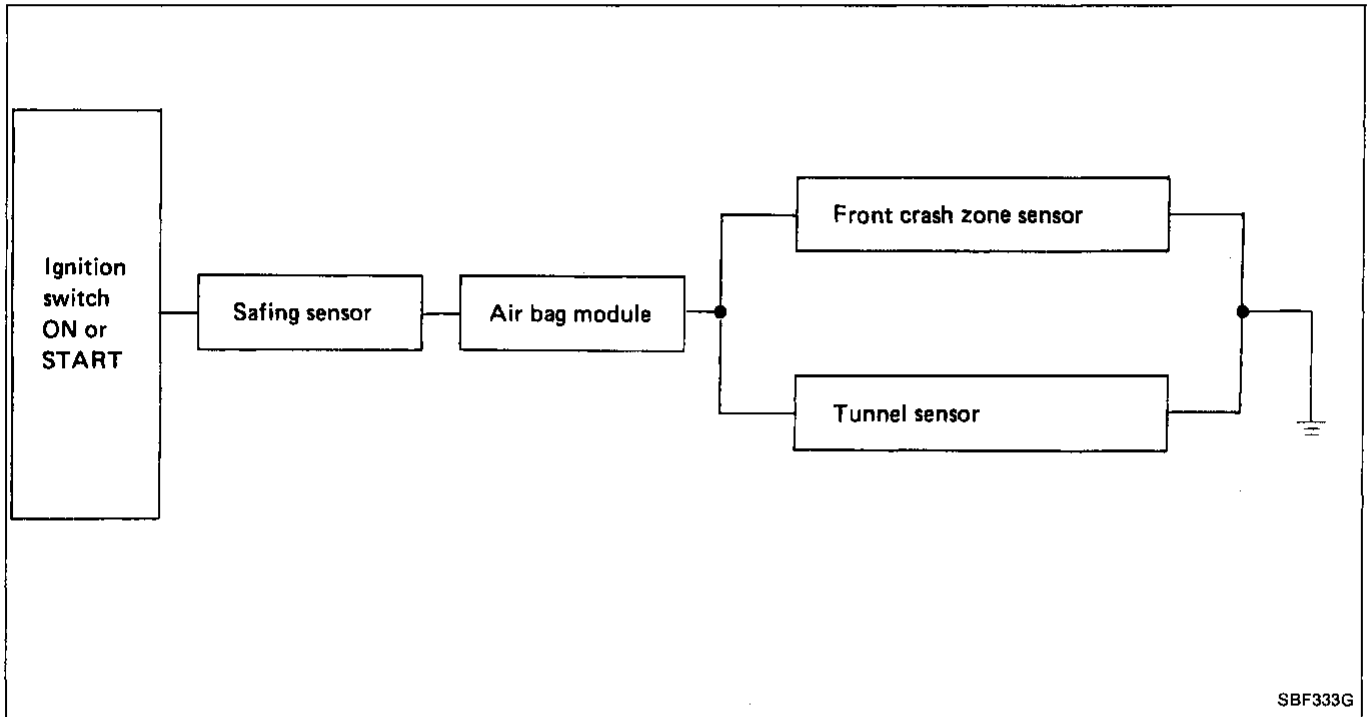 Ignition
switch
ON or
START
Safing sensor
Air bag module
Front crash zone sensor
Tunnel sensor
SBF333G